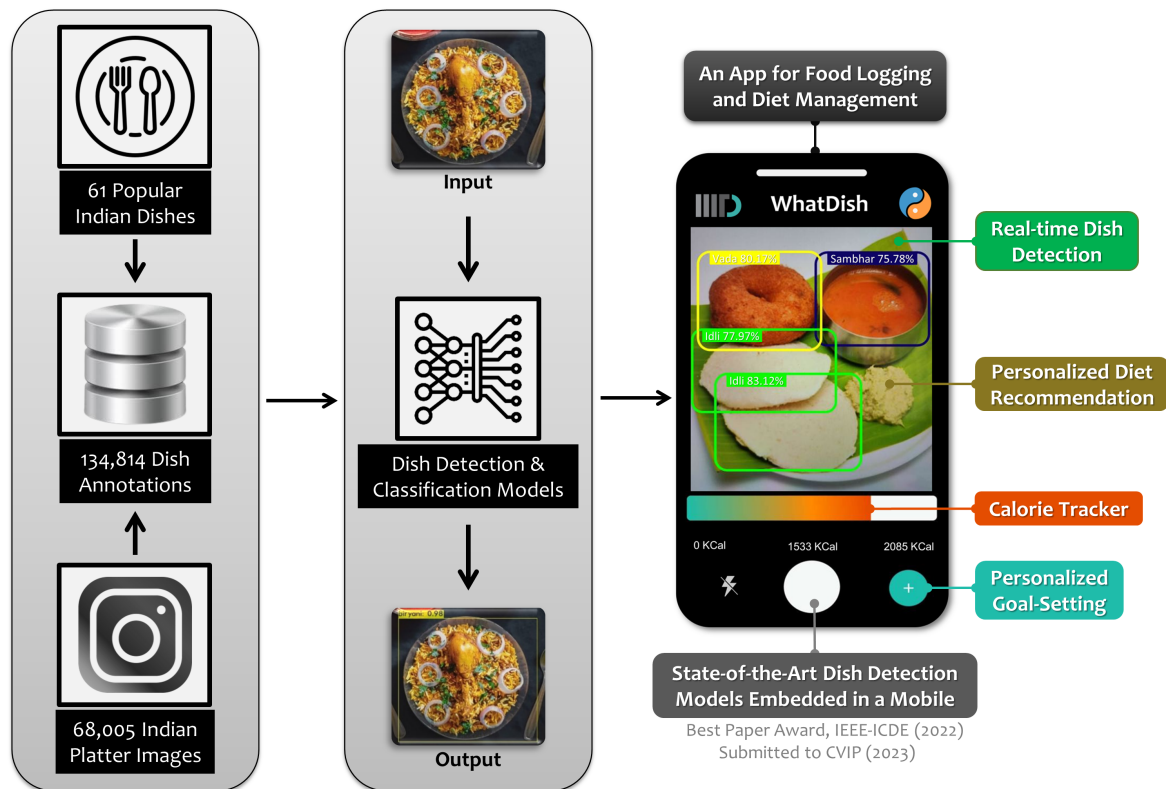 61 Popular
Indian Dishes
134,814 Dish
Annotations
68,005 Indian
Platter Images
Input
Dish Detection &
Classification Models
biryani: 0.98
Output
An App for Food Logging
and Diet Management
IIITD
WhatDish
Vada 80.17%
Sambhar 75.78%
Idli 77.97%
Idli 83.12%
0 KCal
1533 KCal
2085 KCal
+
Real-time Dish
Detection
Personalized Diet
Recommendation
Calorie Tracker
Personalized
Goal-Setting
State-of-the-Art Dish Detection
Models Embedded in a Mobile
Best Paper Award, IEEE-ICDE (2022)
Submitted to CVIP (2023)